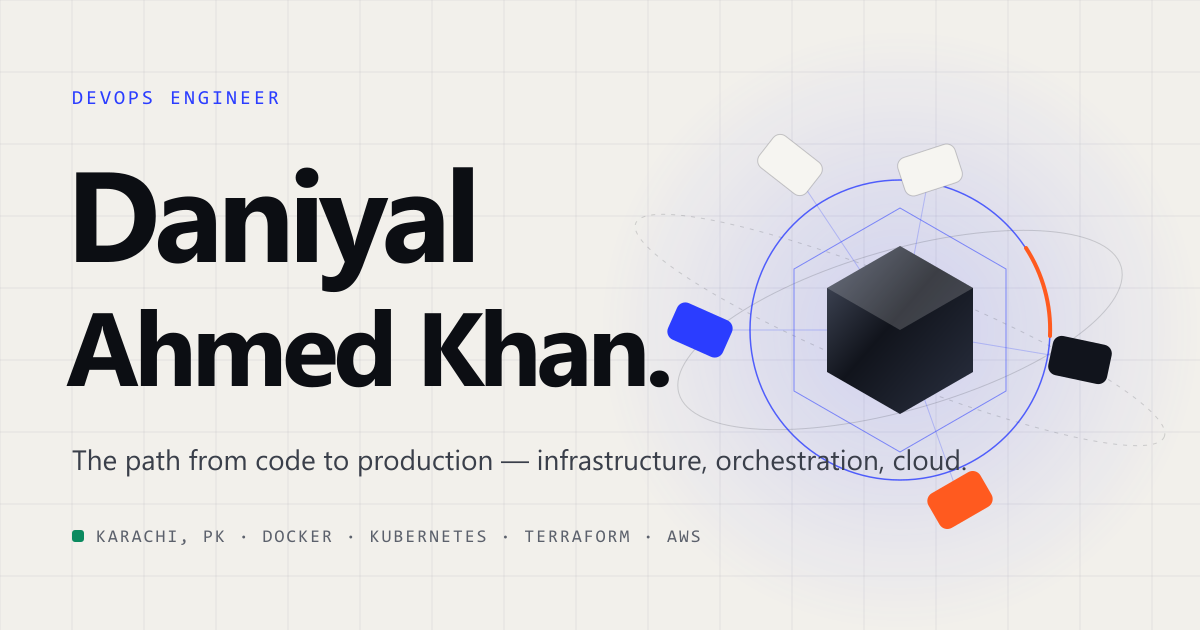 DEVOPS ENGINEER
Daniyal
Ahmed Khan.
The path from code to production — infrastructure, orchestration, cloud.
KARACHI, PK · DOCKER · KUBERNETES · TERRAFORM · AWS